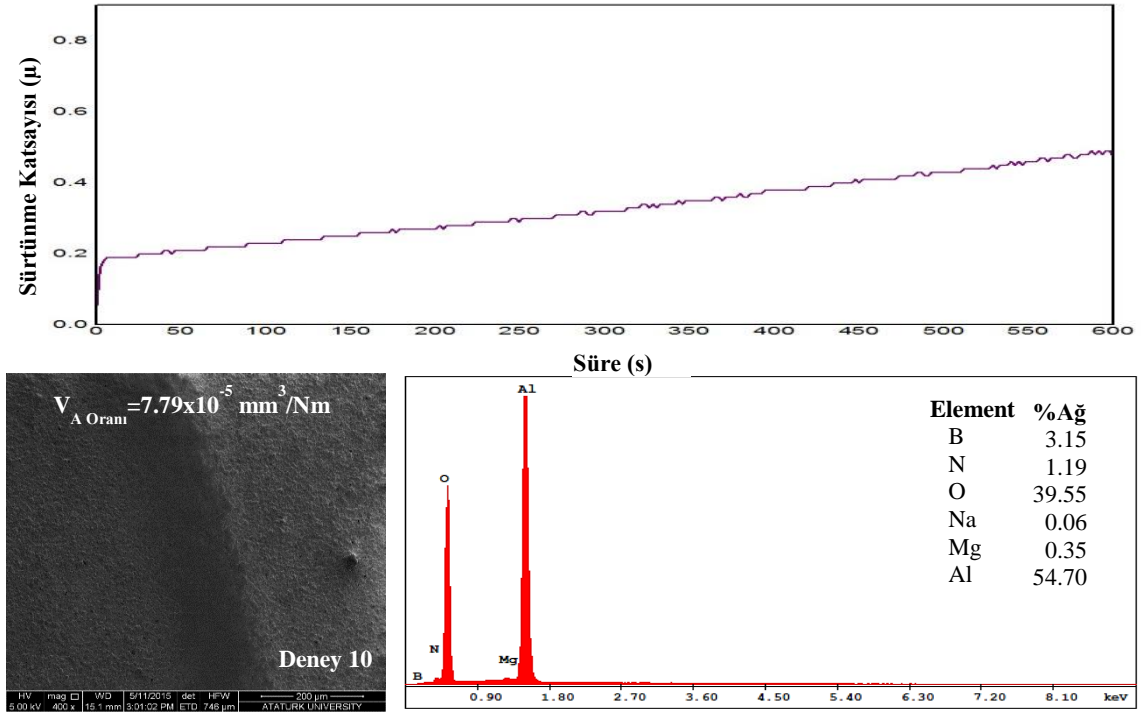 Sürtünme Katsayısı (μ)
0.8
0.6
0.4
0.2
0.0
0 50 100 150 200 250 300 350 400 450 500 550 600
Süre (s)
V A Oranı=7.79x10-5 mm3/Nm
Deney 10
HV mag □ WD 5/11/2015 det HFW 200 µm
5.00 kV 400 x 15.1 mm 3:01:02 PM ETD 746 µm ATATURK UNIVERSITY
Al
O
N
B
Mg
0.90 1.80 2.70 3.60 4.50 5.40 6.30 7.20 8.10 keV
Element %Ağ
B 3.15
N 1.19
O 39.55
Na 0.06
Mg 0.35
Al 54.70